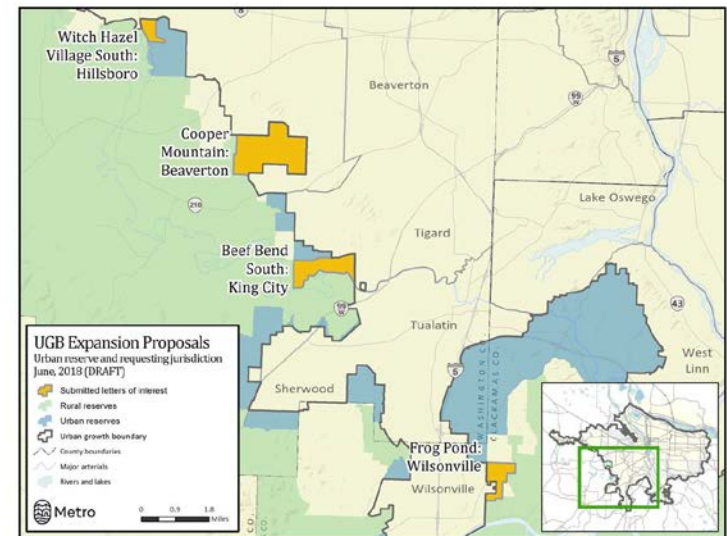 Witch Hazel
Village South:
Hillsboro
8
5
Beaverton
99
W
Cooper
Mountain:
Beaverton
Lake Oswego
210
Tigard
Beef Bend
South:
King City
43
99
W
Tualatin
West
Linn
5
Sherwood
WASHINGTON CO.
CLACKAMAS CO.
Frog Pond:
Wilsonville
Wilsonville
UGB Expansion Proposals
Urban reserve and requesting jurisdiction
June, 2018 (DRAFT)
Submitted letters of interest
Rural reserves
Urban reserves
Urban growth boundary
County boundaries
Major arterials
Rivers and lakes
Metro
0 0.9 1.8
Miles